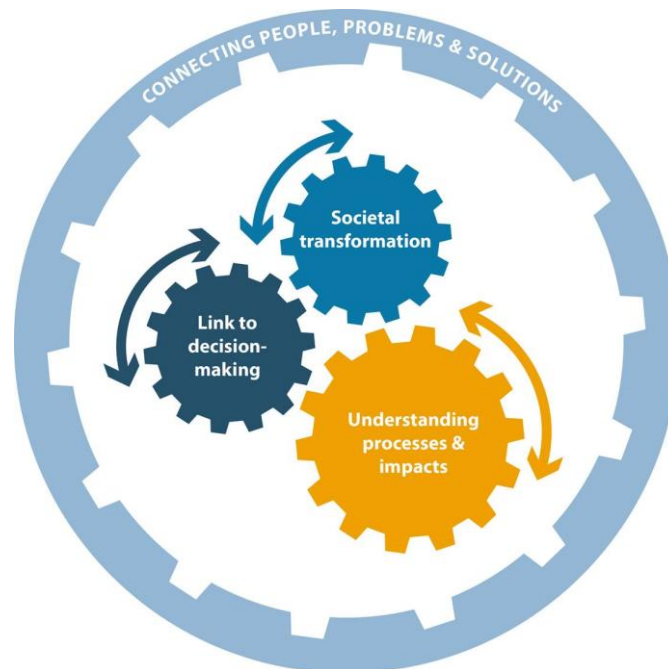 CONNECTING PEOPLE, PROBLEMS & SOLUTIONS
Societal
transformation
Link to
decision-
making
Understanding
processes &
impacts